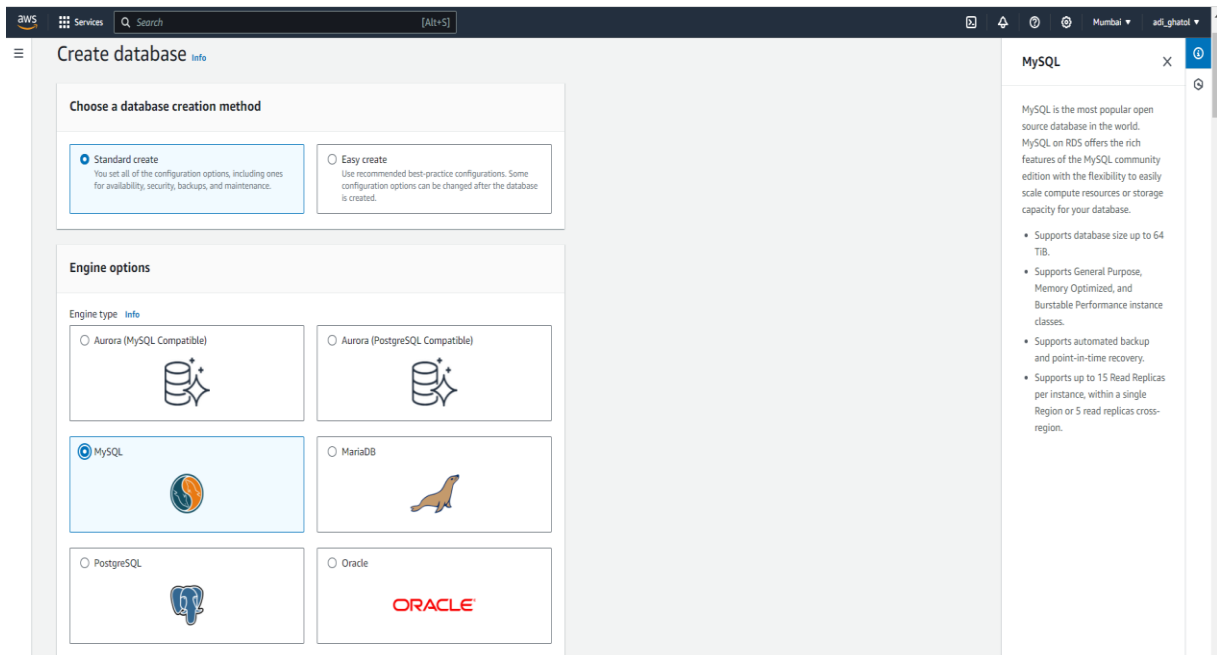 aws Services Search [Alt+S] Mumbai adi_ghatol
Create database Info
Choose a database creation method
Standard create
You set all of the configuration options, including ones
for availability, security, backups, and maintenance.
Easy create
Use recommended best-practice configurations. Some
configuration options can be changed after the database
is created.
Engine options
Engine type Info
Aurora (MySQL Compatible)
Aurora (PostgreSQL Compatible)
MySQL
MariaDB
PostgreSQL
Oracle
ORACLE
MySQL
MySQL is the most popular open
source database in the world.
MySQL on RDS offers the rich
features of the MySQL community
edition with the flexibility to easily
scale compute resources or storage
capacity for your database.
• Supports database size up to 64
TiB.
• Supports General Purpose,
Memory Optimized, and
Burstable Performance instance
classes.
• Supports automated backup
and point-in-time recovery.
• Supports up to 15 Read Replicas
per instance, within a single
Region or 5 read replicas cross-
region.